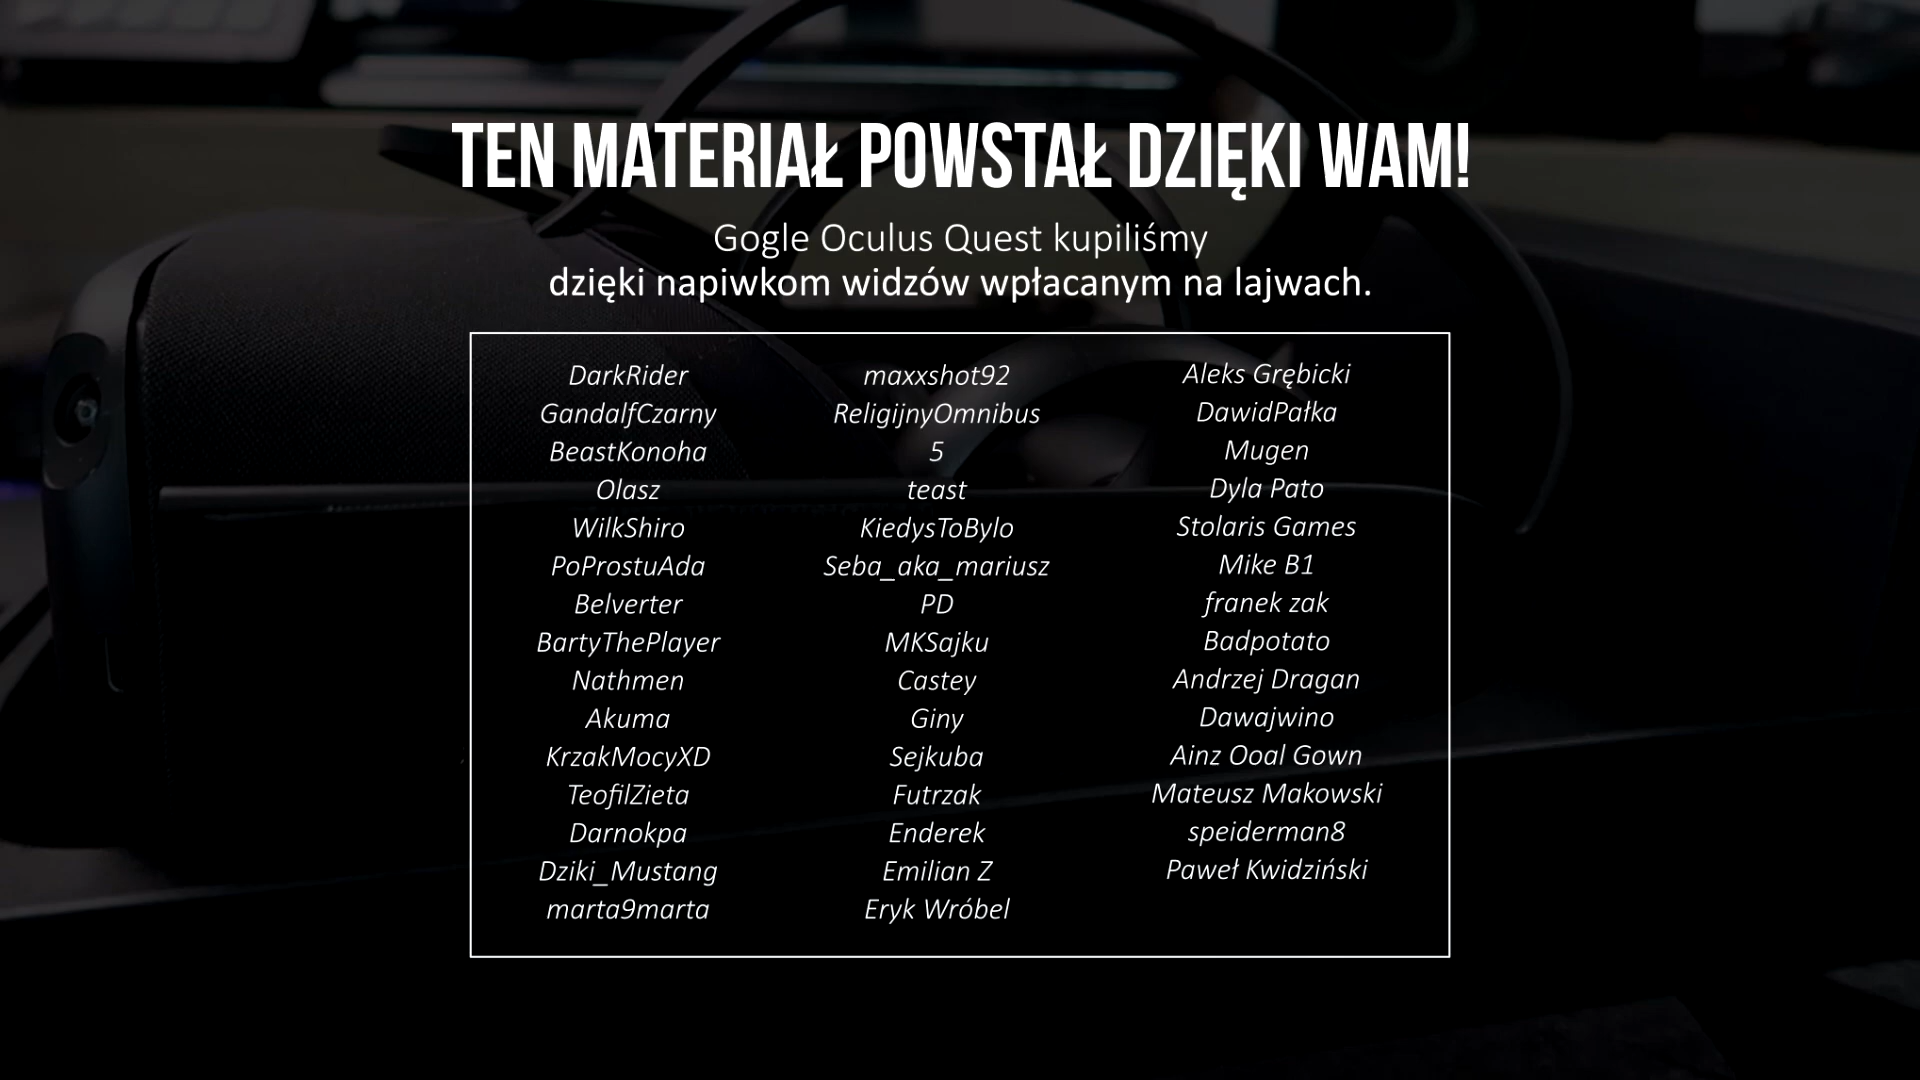 TEN MATERIAŁ POWSTAŁ DZIĘKI WAM!
Gogle Oculus Quest kupiliśmy
dzięki napiwkom widzów wpłacanym na lajwach.
DarkRider
GandalfCzarny
BeastKonoha
Olasz
WilkShiro
PoProstuAda
Belverter
BartyThePlayer
Nathmen
Akuma
KrzakMocyXD
TeofilZieta
Darnokpa
Dziki_Mustang
marta9marta
maxxshot92
ReligijnyOmnibus
5
teast
KiedysToBylo
Seba_aka_mariusz
PD
MKSajku
Castey
Giny
Sejkuba
Futrzak
Enderek
Emilian Z
Eryk Wróbel
Aleks Grębicki
DawidPałka
Mugen
Dyla Pato
Stolaris Games
Mike B1
franek zak
Badpotato
Andrzej Dragan
Dawajwino
Ainz Ooal Gown
Mateusz Makowski
speiderman8
Paweł Kwidziński